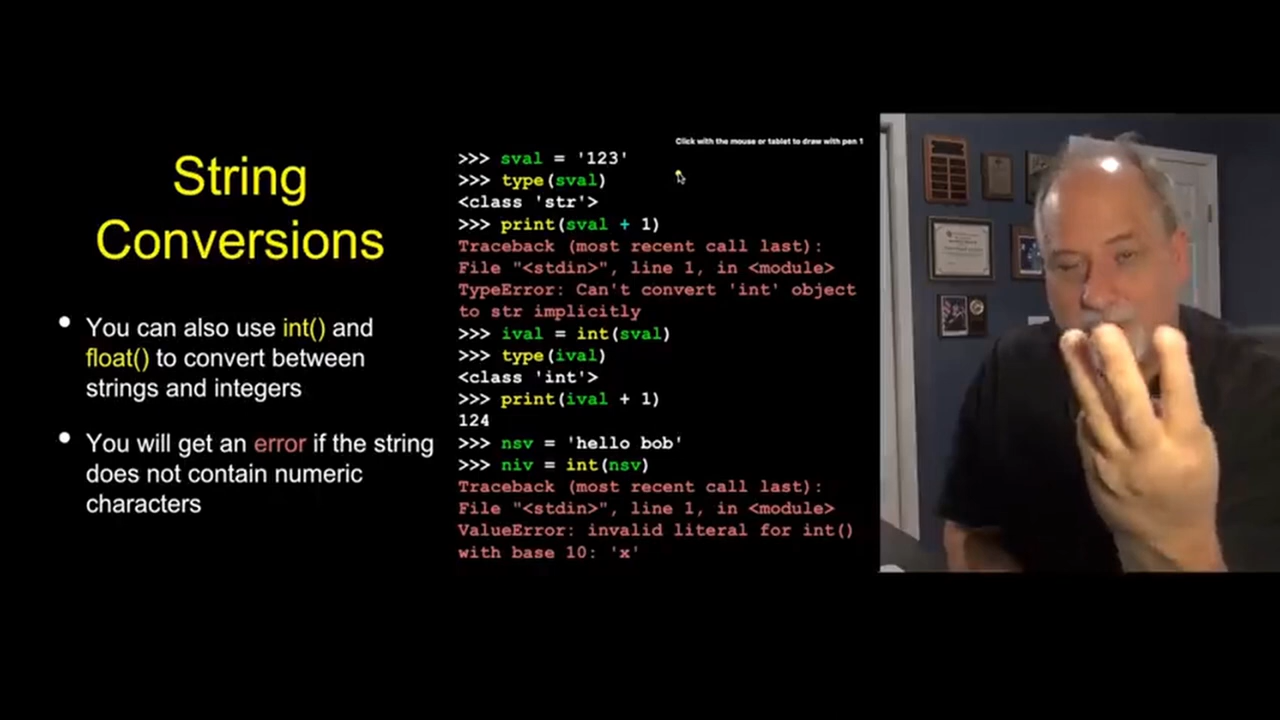 String
Conversions
• You can also use int() and
float() to convert between
strings and integers
• You will get an error if the string
does not contain numeric
characters
Click with the mouse or tablet to draw with pen 1
>>> sval = '123'
>>> type(sval)
<class 'str'>
>>> print(sval + 1)
Traceback (most recent call last):
File "<stdin>", line 1, in <module>
TypeError: Can't convert 'int' object
to str implicitly
>>> ival = int(sval)
>>> type(ival)
<class 'int'>
>>> print(ival + 1)
124
>>> nsv = 'hello bob'
>>> niv = int(nsv)
Traceback (most recent call last):
File "<stdin>", line 1, in <module>
ValueError: invalid literal for int()
with base 10: 'x'